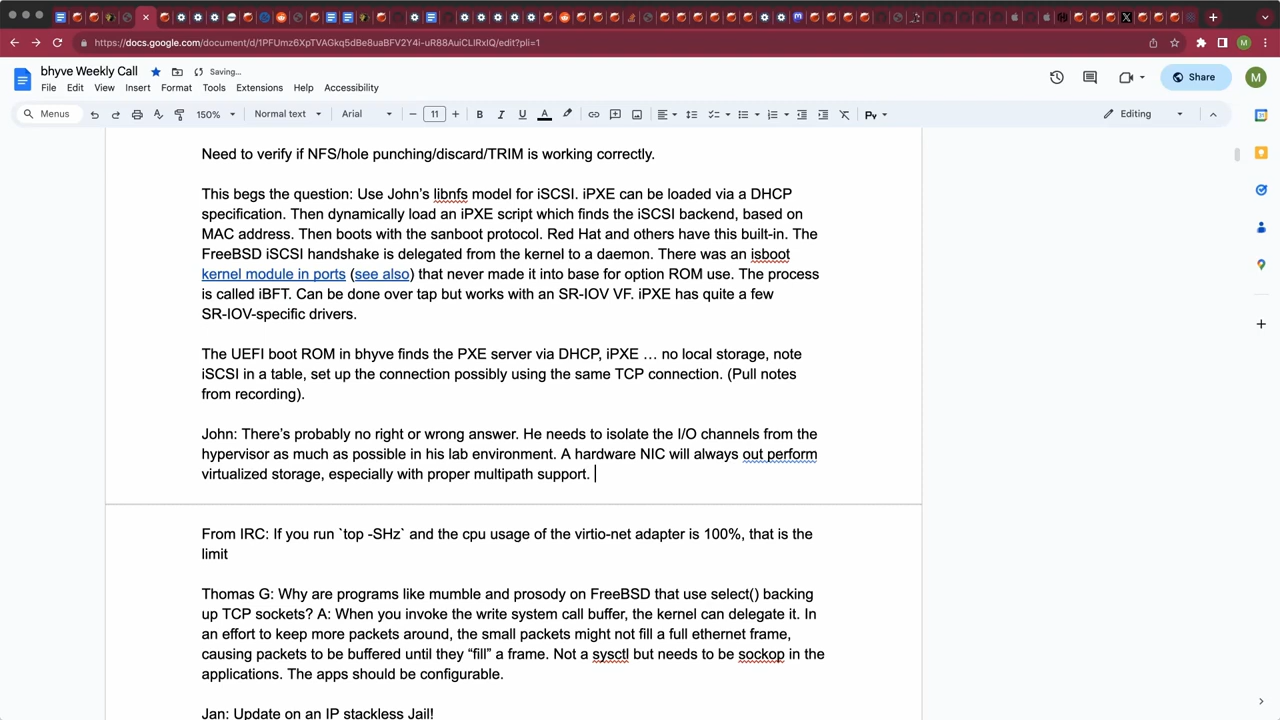 https://docs.google.com/document/d/1PFUmz6XpTVAGkq5dBe8uaBFV2Y4i-uR88AuiCLIRxIQ/edit?pli=1
M
bhyve Weekly Call
Saving...
File Edit View Insert Format Tools Extensions Help Accessibility
Share
M
Menus
150%
Normal text
Arial
11
Editing
Need to verify if NFS/hole punching/discard/TRIM is working correctly.
This begs the question: Use John’s libnfs model for iSCSI. iPXE can be loaded via a DHCP
specification. Then dynamically load an iPXE script which finds the iSCSI backend, based on
MAC address. Then boots with the sanboot protocol. Red Hat and others have this built-in. The
FreeBSD iSCSI handshake is delegated from the kernel to a daemon. There was an isboot
kernel module in ports (see also) that never made it into base for option ROM use. The process
is called iBFT. Can be done over tap but works with an SR-IOV VF. iPXE has quite a few
SR-IOV-specific drivers.
The UEFI boot ROM in bhyve finds the PXE server via DHCP, iPXE … no local storage, note
iSCSI in a table, set up the connection possibly using the same TCP connection. (Pull notes
from recording).
John: There’s probably no right or wrong answer. He needs to isolate the I/O channels from the
hypervisor as much as possible in his lab environment. A hardware NIC will always out perform
virtualized storage, especially with proper multipath support.
From IRC: If you run `top -SHz` and the cpu usage of the virtio-net adapter is 100%, that is the
limit
Thomas G: Why are programs like mumble and prosody on FreeBSD that use select() backing
up TCP sockets? A: When you invoke the write system call buffer, the kernel can delegate it. In
an effort to keep more packets around, the small packets might not fill a full ethernet frame,
causing packets to be buffered until they “fill” a frame. Not a sysctl but needs to be sockop in the
applications. The apps should be configurable.
Jan: Update on an IP stackless Jail!